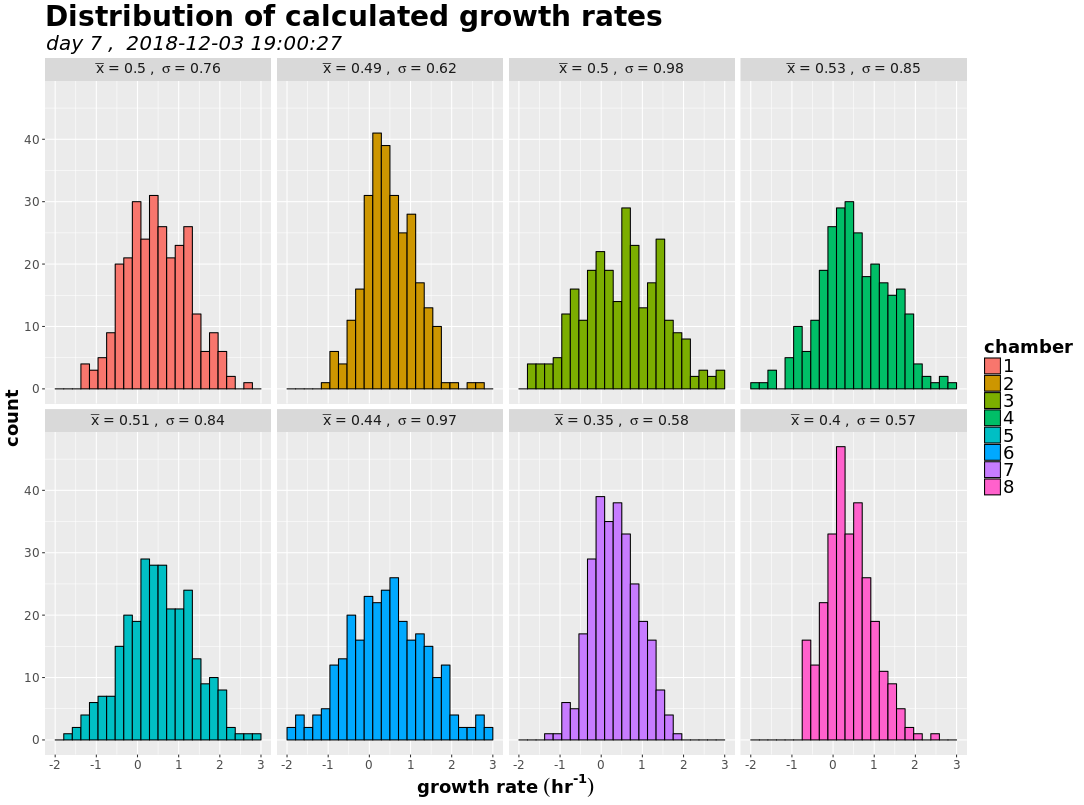 Distribution of calculated growth rates
day 7 ,  2018-12-03 19:00:27
x̅ = 0.5 ,  σ = 0.76
x̅ = 0.49 ,  σ = 0.62
x̅ = 0.5 ,  σ = 0.98
x̅ = 0.53 ,  σ = 0.85
40
30
20
10
0
x̅ = 0.51 ,  σ = 0.84
x̅ = 0.44 ,  σ = 0.97
x̅ = 0.35 ,  σ = 0.58
x̅ = 0.4 ,  σ = 0.57
40
30
20
10
0
-2 -1 0 1 2 3
-2 -1 0 1 2 3
-2 -1 0 1 2 3
-2 -1 0 1 2 3
count
growth rate (hr⁻¹)
chamber
1
2
3
4
5
6
7
8